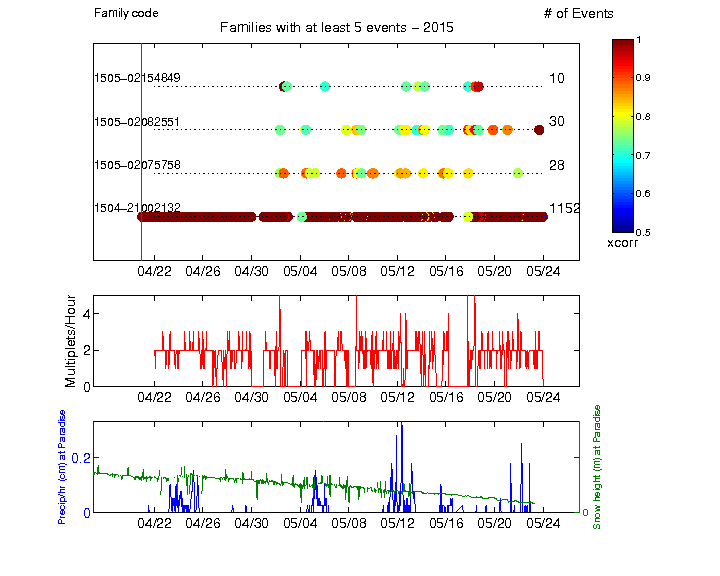 Family code
# of Events
Families with at least 5 events – 2015
1505–02154849
10
1505–02082551
30
1505–02075758
28
1504–21002132
1152
04/22 04/26 04/30 05/04 05/08 05/12 05/16 05/20 05/24
1
0.9
0.8
0.7
0.6
0.5
xcorr
Multiplets/Hour
4
2
0
04/22 04/26 04/30 05/04 05/08 05/12 05/16 05/20 05/24
Precip/hr (cm) at Paradise
0.2
0
Snow height (m) at Paradise
0
04/22 04/26 04/30 05/04 05/08 05/12 05/16 05/20 05/24